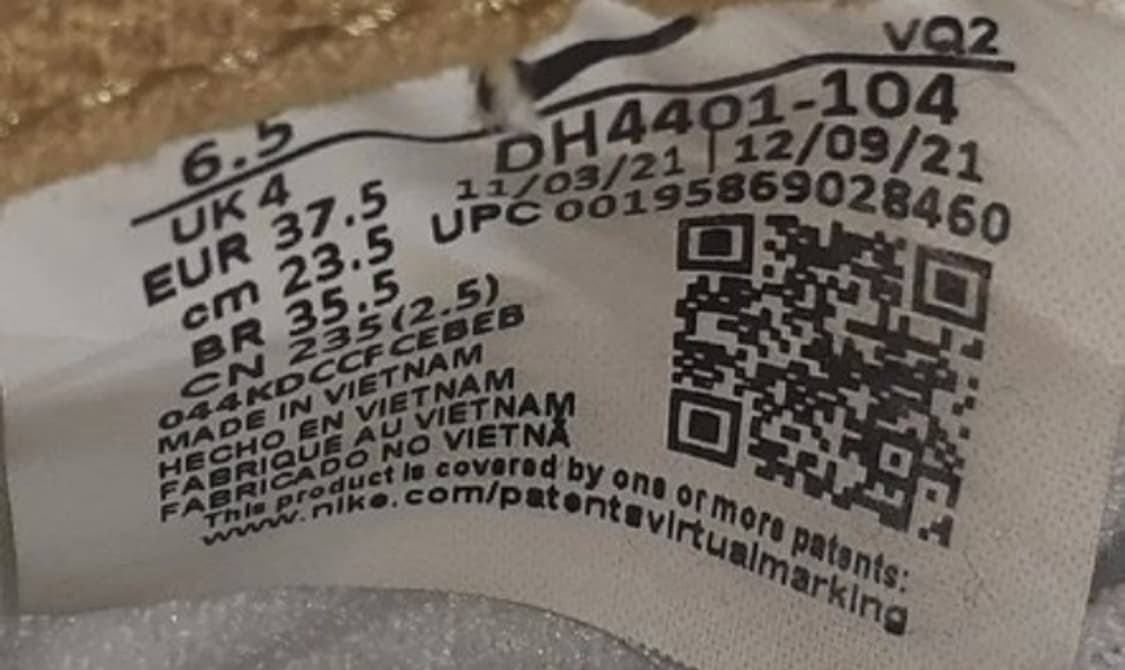 VQ2
6.5
DH4401-104
UK 4
11/03/21 | 12/09/21
EUR 37.5
UPC 00195869028460
cm 23.5
BR 35.5
CN 235(2.5)
044KDCCFCEBEB
MADE IN VIETNAM
HECHO EN VIETNAM
FABRIQUE AU VIETNAM
FABRICADO NO VIETNÃ
This product is covered by one or more patents:
www.nike.com/patentsvirtualmarking